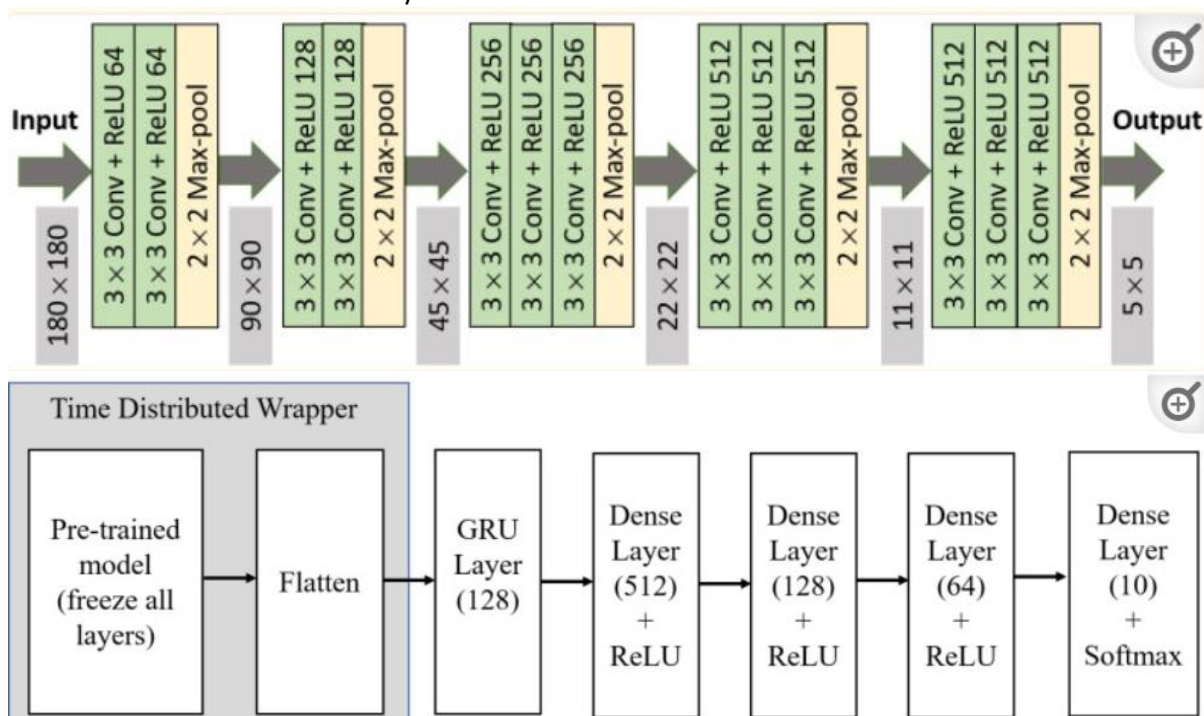 Input
180 × 180
3 × 3 Conv + ReLU 64
3 × 3 Conv + ReLU 64
2 × 2 Max-pool
90 × 90
3 × 3 Conv + ReLU 128
3 × 3 Conv + ReLU 128
2 × 2 Max-pool
45 × 45
3 × 3 Conv + ReLU 256
3 × 3 Conv + ReLU 256
3 × 3 Conv + ReLU 256
2 × 2 Max-pool
22 × 22
3 × 3 Conv + ReLU 512
3 × 3 Conv + ReLU 512
3 × 3 Conv + ReLU 512
2 × 2 Max-pool
11 × 11
3 × 3 Conv + ReLU 512
3 × 3 Conv + ReLU 512
3 × 3 Conv + ReLU 512
2 × 2 Max-pool
Output
5 × 5
Time Distributed Wrapper
Pre-trained
model
(freeze all
layers)
Flatten
GRU
Layer
(128)
Dense
Layer
(512)
+
ReLU
Dense
Layer
(128)
+
ReLU
Dense
Layer
(64)
+
ReLU
Dense
Layer
(10)
+
Softmax